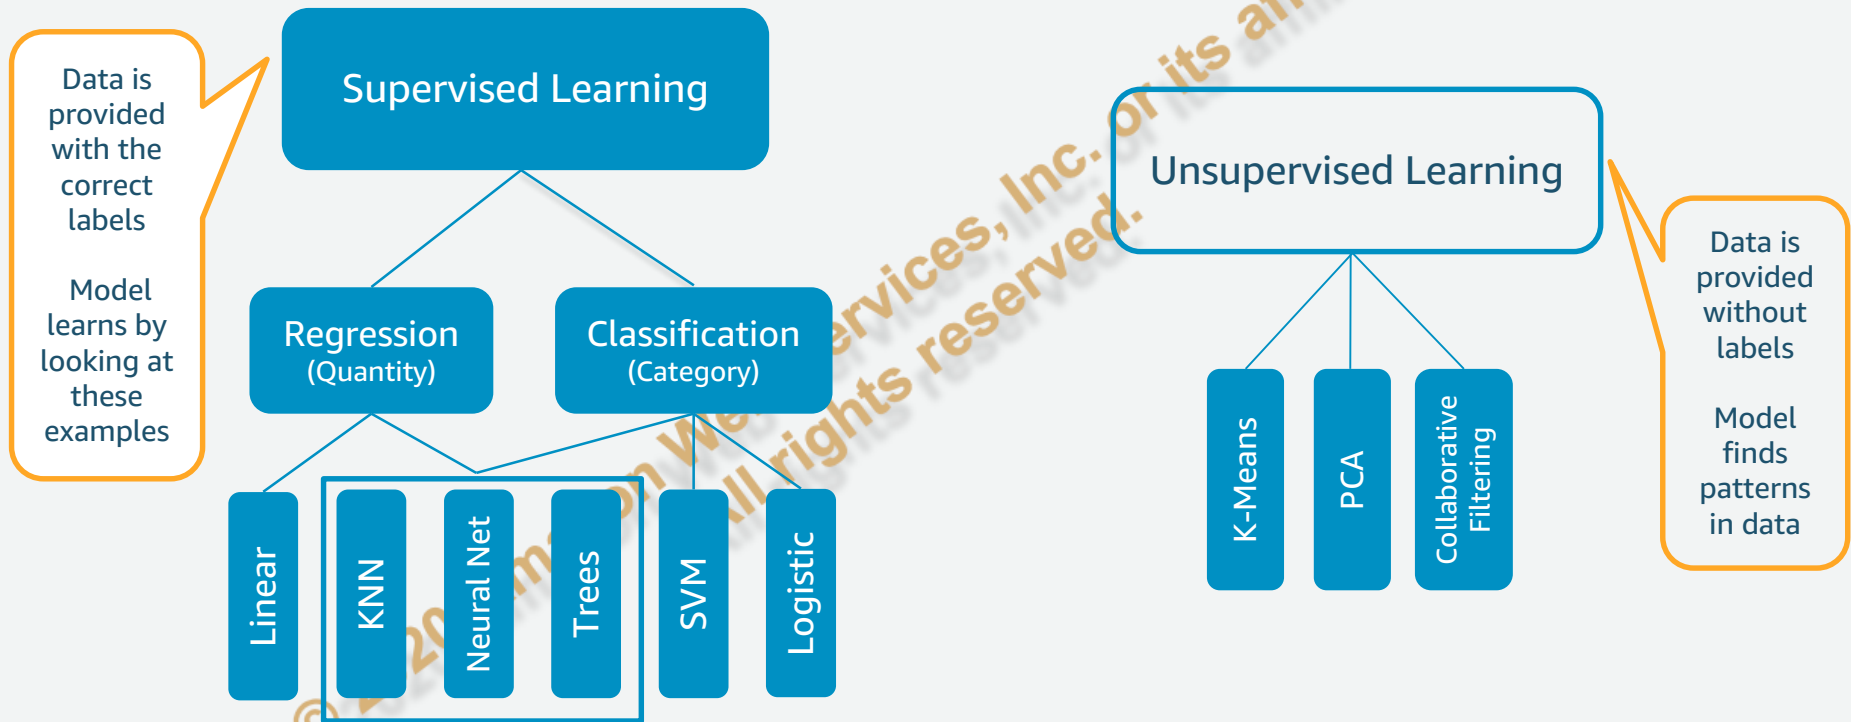 Data is
provided
with the
correct
labels
Model
learns by
looking at
these
examples
Supervised Learning
Regression
(Quantity)
Classification
(Category)
Linear
KNN
Neural Net
Trees
SVM
Logistic
Unsupervised Learning
K-Means
PCA
Collaborative
Filtering
Data is
provided
without
labels
Model
finds
patterns
in data
services, Inc. or its
All rights reserved.